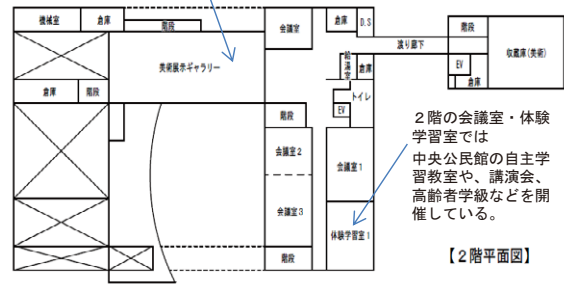 機械室
倉庫
階段
会議室
倉庫
D.S
階段
渡り廊下
収蔵庫(美術)
美術展示ギャラリー
給湯室
倉庫
EV
倉庫
倉庫
階段
トイレ
EV
階段
会議室2
会議室1
会議室3
体験学習室1
階段
２階の会議室・体験
学習室では
中央公民館の自主学
習教室や、講演会、
高齢者学級などを開
催している。
【２階平面図】